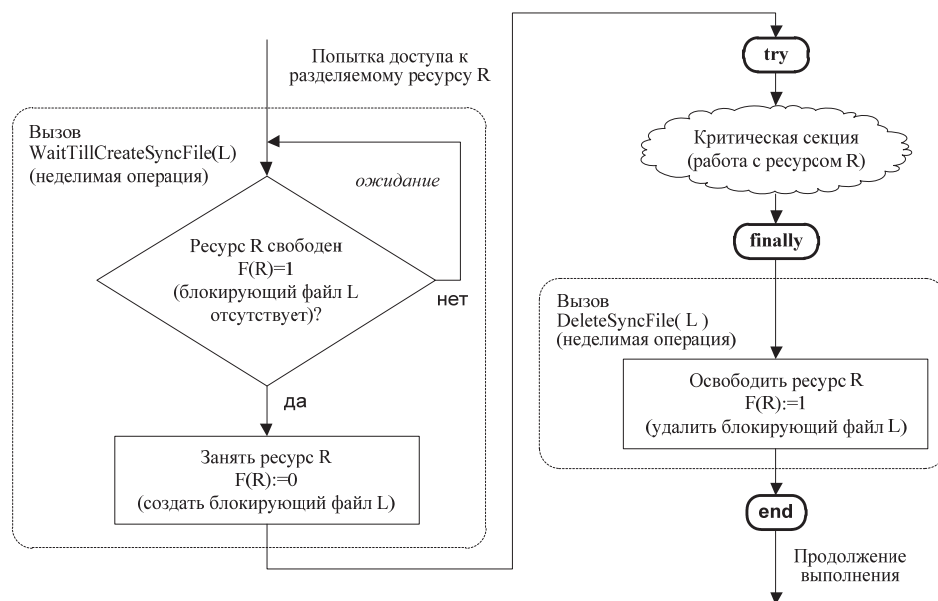 Попытка доступа к
разделяемому ресурсу R
Вызов
WaitTillCreateSyncFile(L)
(неделимая операция)
ожидание
Ресурс R свободен
F(R)=1
(блокирующий файл L
отсутствует)?
нет
да
Занять ресурс R
F(R):=0
(создать блокирующий файл L)
try
Критическая секция
(работа с ресурсом R)
finally
Вызов
DeleteSyncFile( L )
(неделимая операция)
Освободить ресурс R
F(R):=1
(удалить блокирующий файл L)
end
Продолжение
выполнения